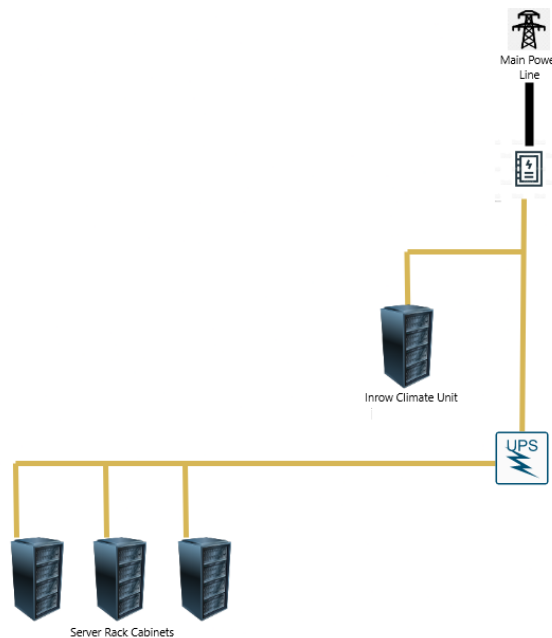 Main Powe
Line
Inrow Climate Unit
UPS
Server Rack Cabinets